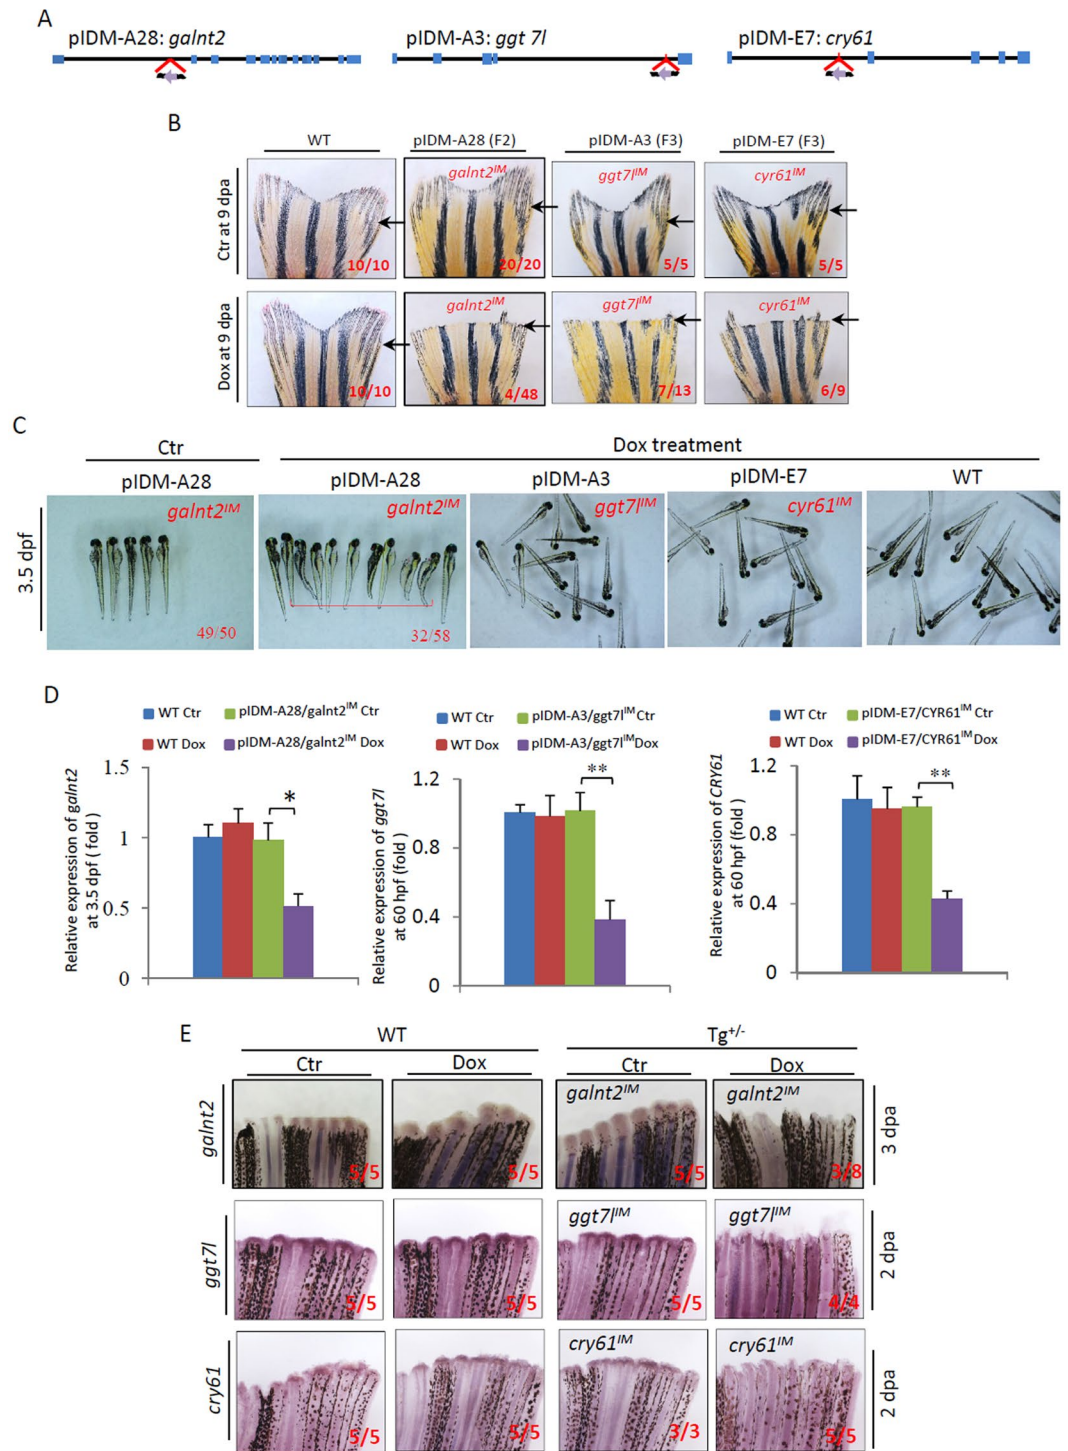 A
pIDM-A28: galnt2
pIDM-A3: ggt 7l
pIDM-E7: cry61
B
WT
pIDM-A28 (F2)
pIDM-A3 (F3)
pIDM-E7 (F3)
Ctr at 9 dpa
galnt2IM
ggt7lIM
cyr61IM
10/10
20/20
5/5
5/5
Dox at 9 dpa
galnt2IM
ggt7lIM
cyr61IM
10/10
4/48
7/13
6/9
C
Ctr
Dox treatment
pIDM-A28
pIDM-A28
pIDM-A3
pIDM-E7
WT
3.5 dpf
galnt2IM
galnt2IM
ggt7lIM
cyr61IM
49/50
32/58
D
WT Ctr
pIDM-A28/galnt2IM Ctr
WT Dox
pIDM-A28/galnt2IM Dox
Relative expression of galnt2
at 3.5 dpf ( fold )
1.5
1
0.5
0
*
WT Ctr
pIDM-A3/ggt7lIM Ctr
WT Dox
pIDM-A3/ggt7lIM Dox
Relative expression of ggt 7l
at 60 hpf (fold )
1.2
0.8
0.4
0
**
WT Ctr
pIDM-E7/CYR61IM Ctr
WT Dox
pIDM-E7/CYR61IM Dox
Relative expression of CRY61
at 60 hpf (fold )
1.2
0.8
0.4
0
**
E
WT
Tg+/-
Ctr
Dox
Ctr
Dox
galnt2
galnt2IM
galnt2IM
3 dpa
5/5
5/5
5/5
3/8
ggt7l
ggt7lIM
ggt7lIM
2 dpa
5/5
5/5
5/5
4/4
cry61
cry61IM
cry61IM
2 dpa
5/5
5/5
3/3
5/5